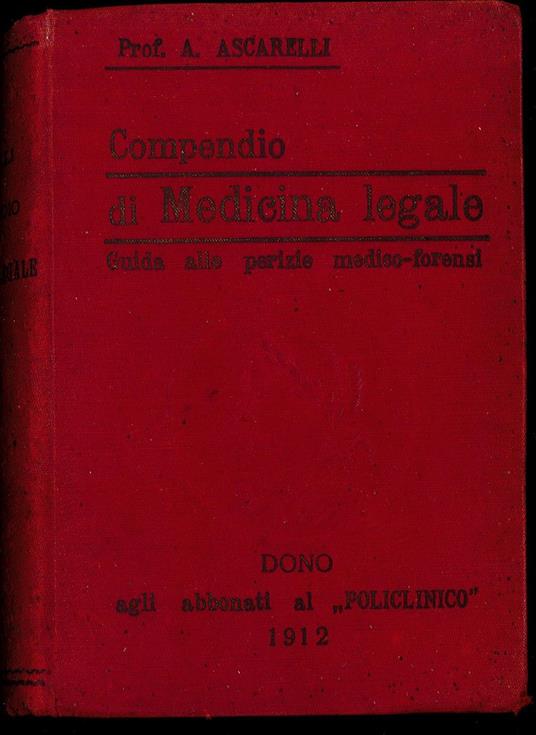 Prof. A. ASCARELLI
Compendio
di Medicina legale
Guida alle perizie medico-forensi
DONO
agli abbonati al „POLICLINICO"
1912